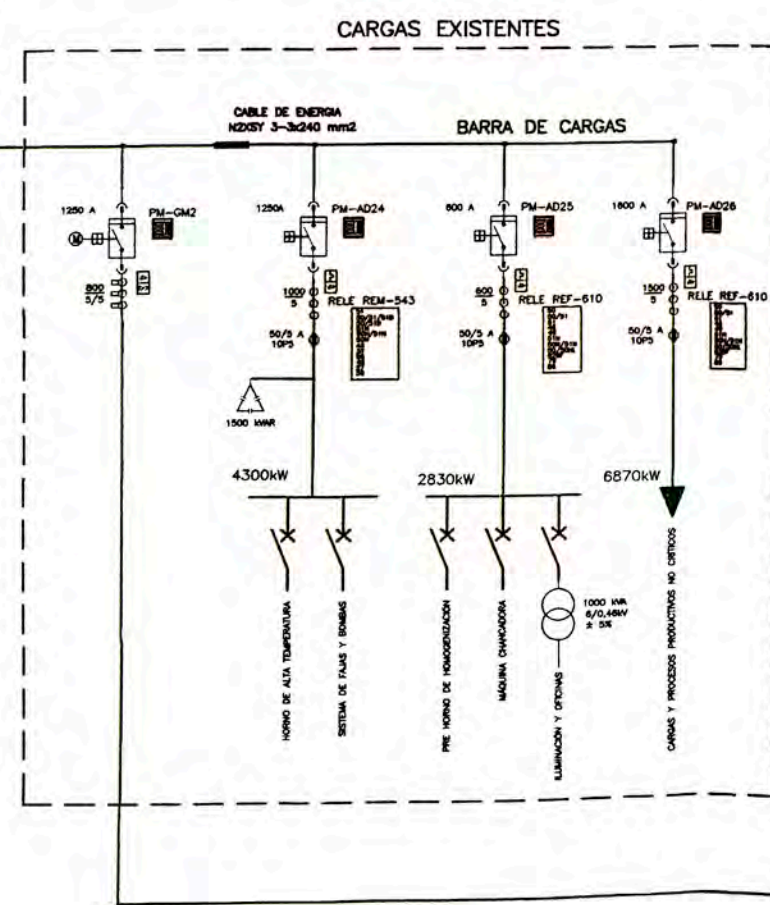 CARGAS EXISTENTES
CABLE DE ENERGIA
N2XSY 3-3x240 mm2
BARRA DE CARGAS
1250 A
PM-GM2
1250A
PM-AD24
600 A
PM-AD25
1600 A
PM-AD26
M
800
5/5
1000
5
RELE REM-543
600
5
RELE REF-610
1500
5
RELE REF-610
50/5 A
10P5
50/5 A
10P5
50/5 A
10P5
1500 kVAR
4300kW
2830kW
6870kW
HORNO DE ALTA TEMPERATURA
SISTEMA DE FAJAS Y BOMBAS
PRE HORNO DE HOMOGENIZACIÓN
MÁQUINA CHANCADORA
ILUMINACIÓN Y OFICINAS
1000 kVA
6/0,46kV
± 5%
CARGAS Y PROCESOS PRODUCTIVOS NO CRITICOS